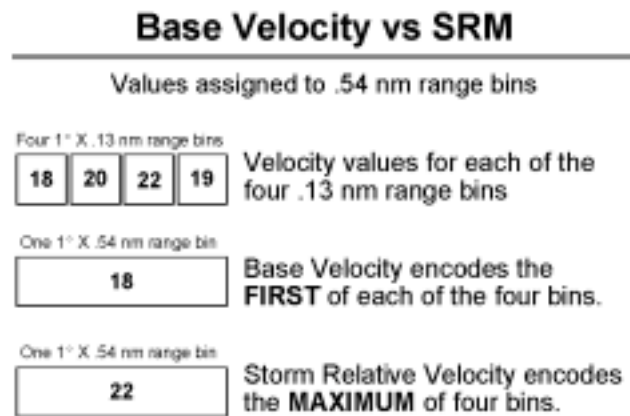 Base Velocity vs SRM
Values assigned to .54 nm range bins
Four 1° X .13 nm range bins
18 20 22 19
Velocity values for each of the
four .13 nm range bins
One 1° X .54 nm range bin
18
Base Velocity encodes the
FIRST of each of the four bins.
One 1° X .54 nm range bin
22
Storm Relative Velocity encodes
the MAXIMUM of four bins.